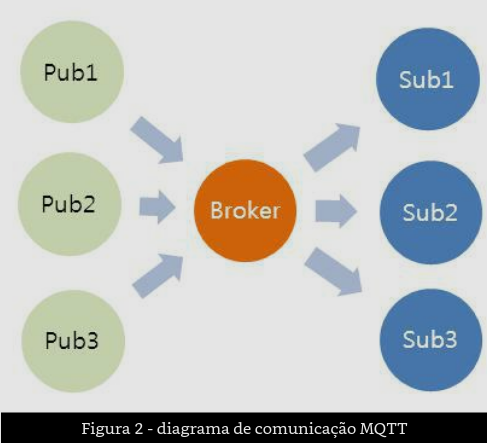 Pub1
Sub1
Pub2
Broker
Sub2
Pub3
Sub3
Figura 2 - diagrama de comunicação MQTT